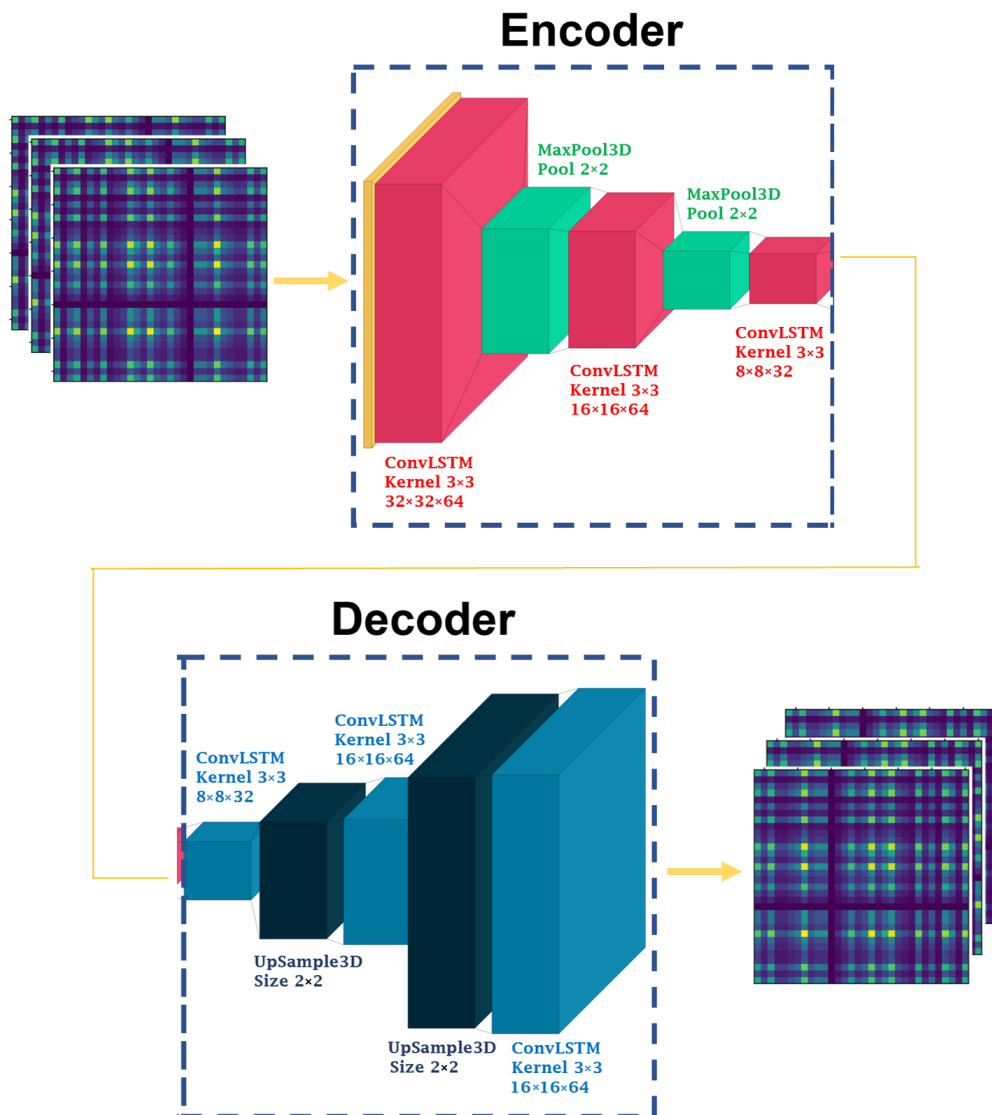 Encoder
MaxPool3D
Pool 2×2
MaxPool3D
Pool 2×2
ConvLSTM
Kernel 3×3
8×8×32
ConvLSTM
Kernel 3×3
16×16×64
ConvLSTM
Kernel 3×3
32×32×64
Decoder
ConvLSTM
Kernel 3×3
16×16×64
ConvLSTM
Kernel 3×3
8×8×32
UpSample3D
Size 2×2
UpSample3D
Size 2×2
ConvLSTM
Kernel 3×3
16×16×64